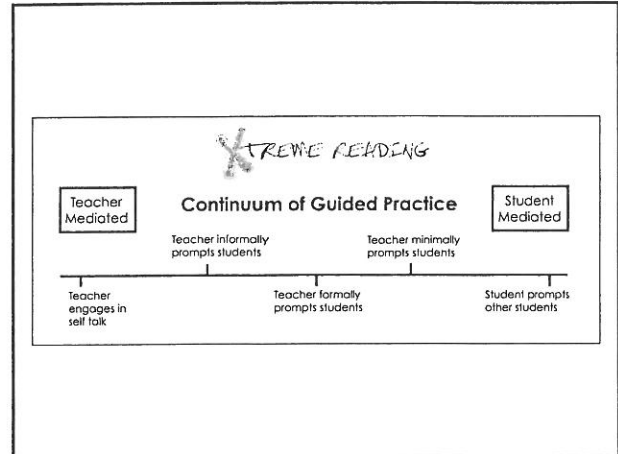 XTREME READING
Teacher
Mediated
Continuum of Guided Practice
Student
Mediated
Teacher informally
prompts students
Teacher minimally
prompts students
Teacher
engages in
self talk
Teacher formally
prompts students
Student prompts
other students